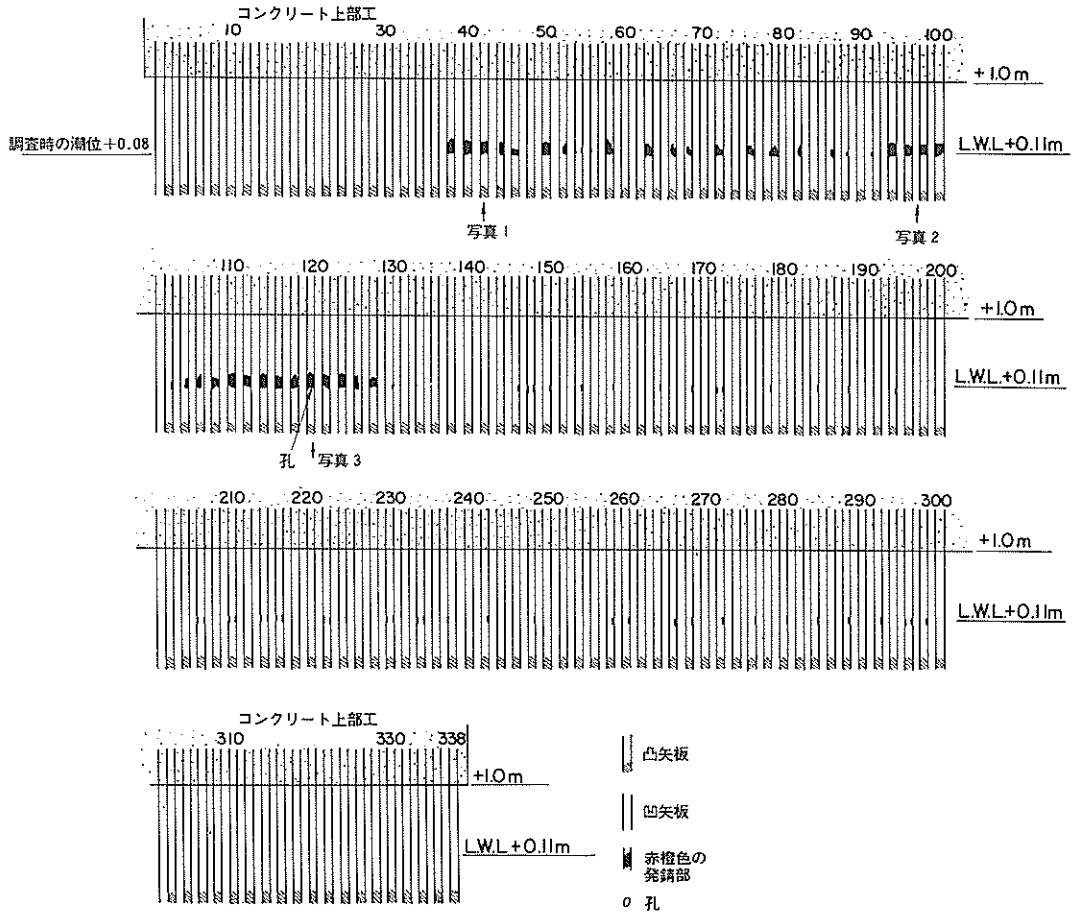 コンクリート上部工
10 30 40 50 60 70 80 90 100
+1.0m
調査時の潮位+0.08
L.W.L+0.11m
写真1
写真2
110 120 130 140 150 160 170 180 190 200
+1.0m
L.W.L.+0.11m
孔
写真3
210 220 230 240 250 260 270 280 290 300
+1.0m
L.W.L.+0.11m
コンクリート上部工
310 330 338
+1.0m
L.W.L+0.11m
凸矢板
凹矢板
赤橙色の
発錆部
孔